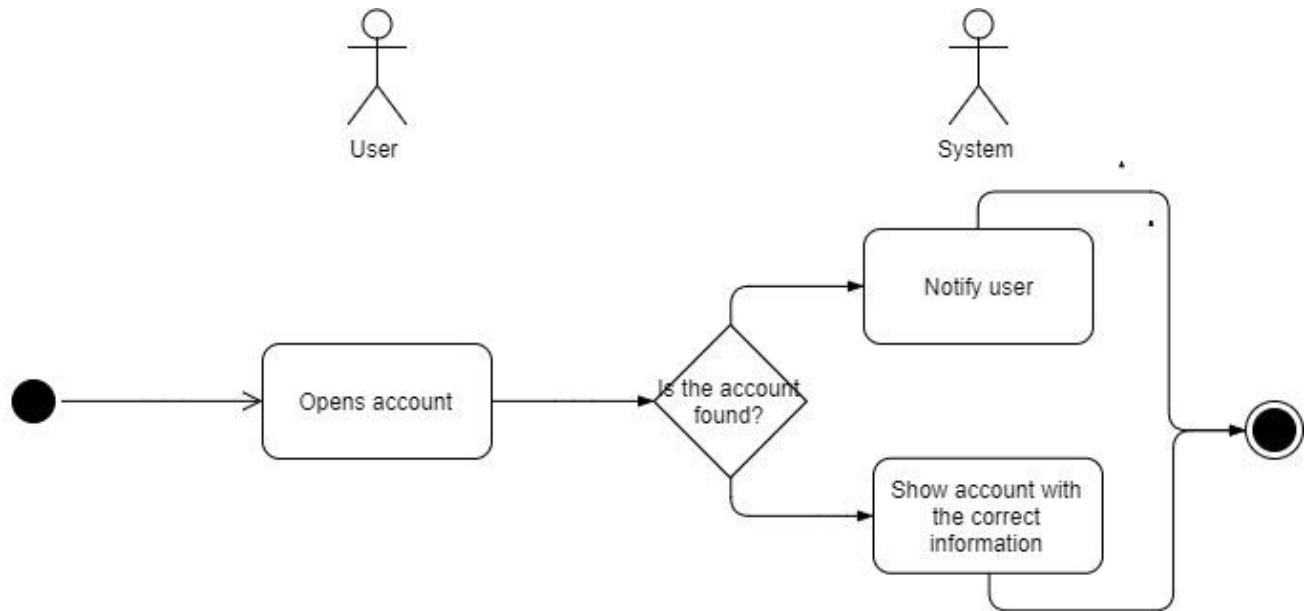 User
System
Notify user
Opens account
Is the account
found?
Show account with
the correct
information